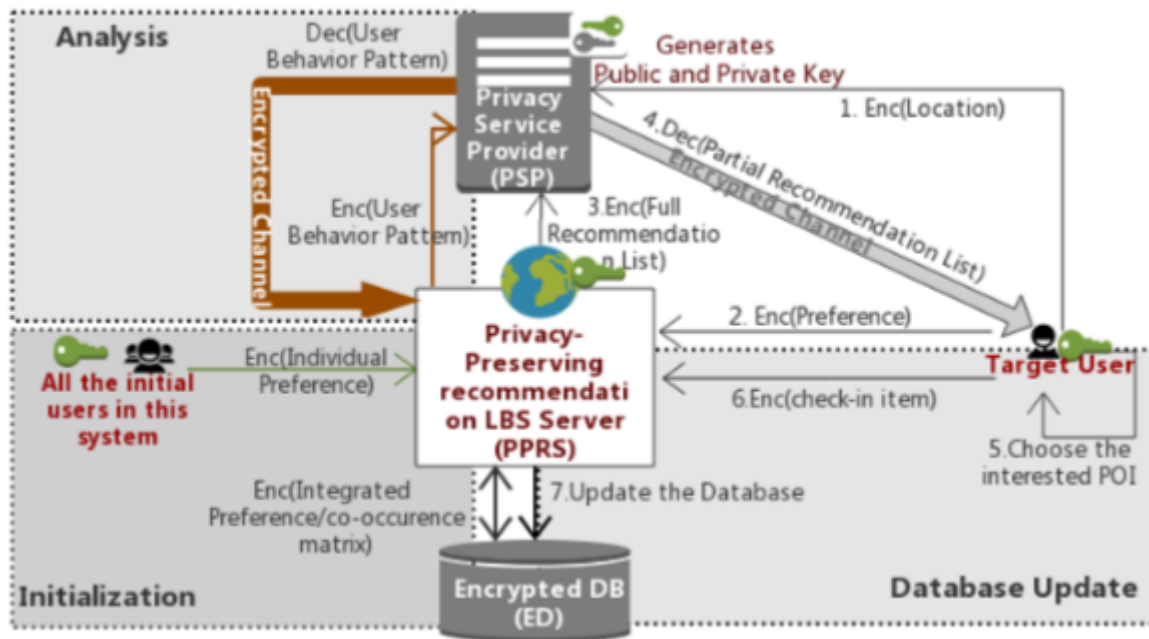 Analysis
Dec(User
Behavior Pattern)
Encrypted Channel
Enc(User
Behavior Pattern)
Privacy
Service
Provider
(PSP)
Generates
Public and Private Key
1. Enc(Location)
4.Dec(Partial Recommendation List)
Encrypted Channel
3.Enc(Full
Recommendatio
n List)
2. Enc(Preference)
Target User
6.Enc(check-in item)
5.Choose the
interested POI
All the initial
users in this
system
Enc(Individual
Preference)
Privacy-
Preserving
recommendati
on LBS Server
(PPRS)
Enc(Integrated
Preference/co-occurence
matrix)
7.Update the Database
Encrypted DB
(ED)
Initialization
Database Update